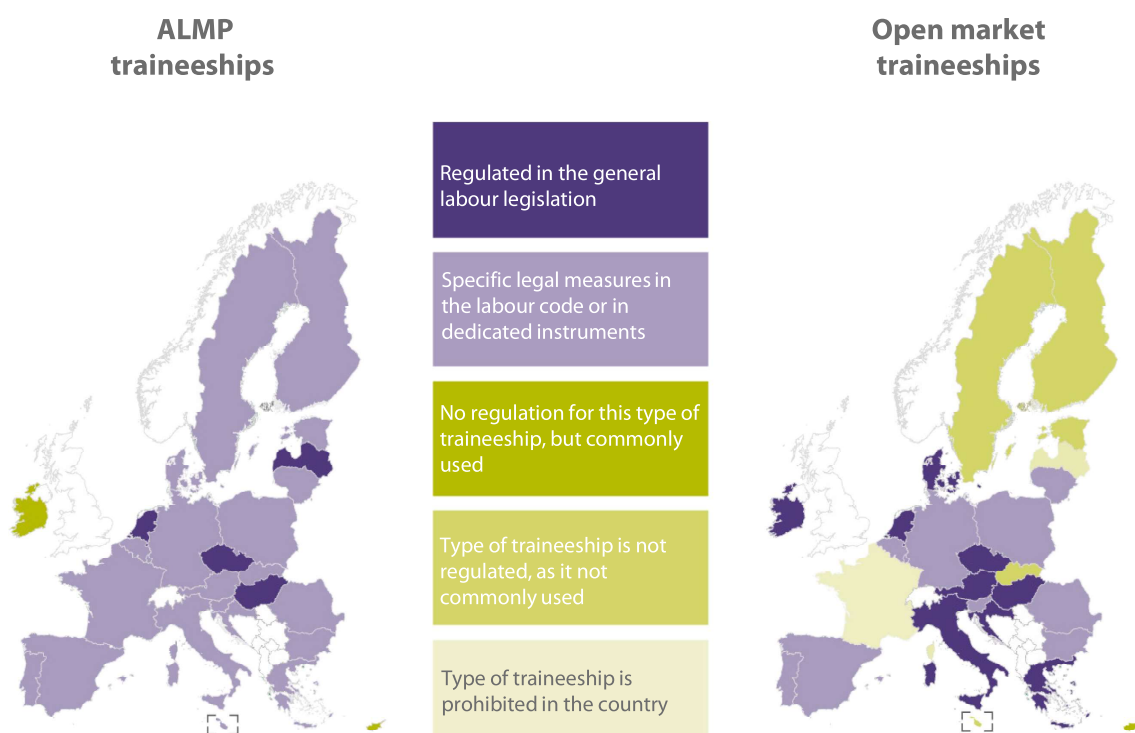 ALMP
traineeships
Open market
traineeships
Regulated in the general
labour legislation
Specific legal measures in
the labour code or in
dedicated instruments
No regulation for this type of
traineeship, but commonly
used
Type of traineeship is not
regulated, as it not
commonly used
Type of traineeship is
prohibited in the country